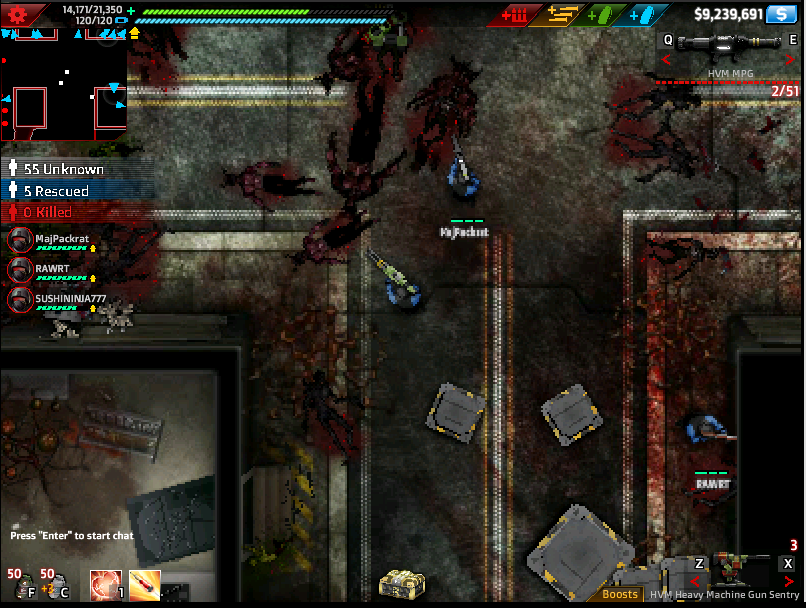 14,171/21,350
120/120
$9,239,691 $
Q E
HVM MPG
2/51
55 Unknown
5 Rescued
0 Killed
MajPackrat
RAWRT
SUSHININJA777
MajPackrat
RAWRT
Press "Enter" to start chat
3
50 50
F +3 C 1
Z X
Boosts HVM Heavy Machine Gun Sentry